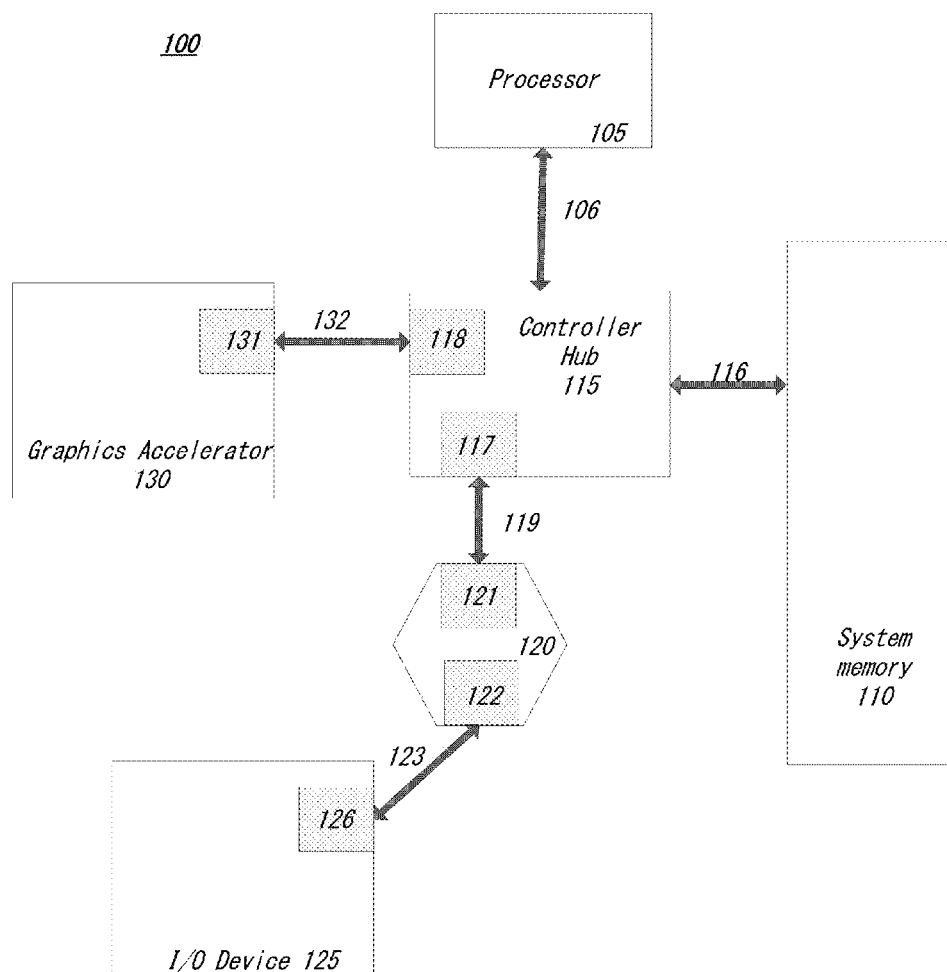 100
Processor
105
106
131
132
118
Controller
Hub
115
116
Graphics Accelerator
130
117
119
121
120
122
System
memory
110
123
126
I/O Device 125